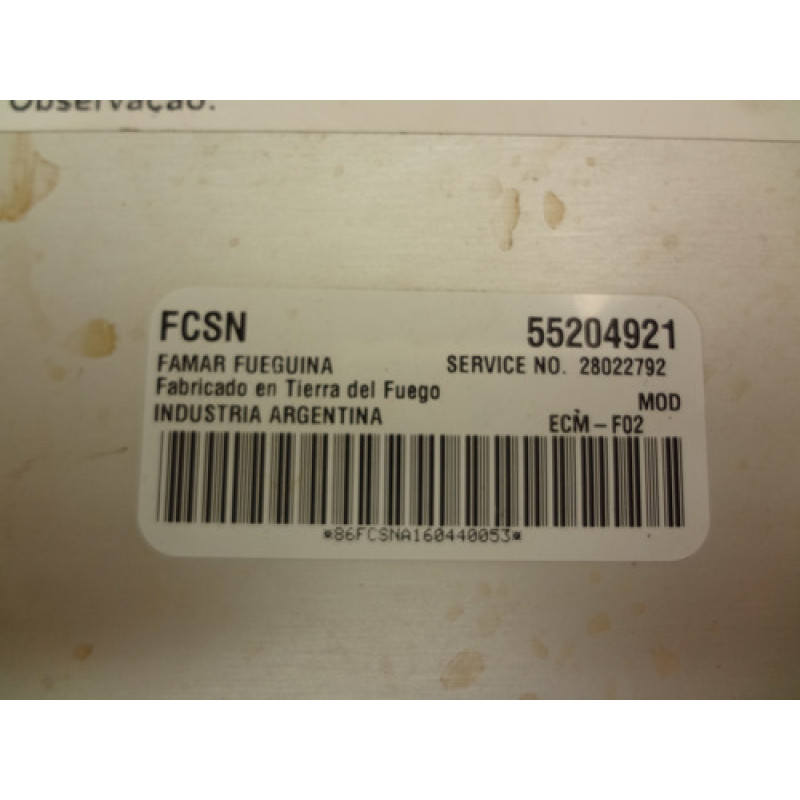 Observação:
FCSN 55204921
FAMAR FUEGUINA SERVICE NO. 28022792
Fabricado en Tierra del Fuego
INDUSTRIA ARGENTINA MOD
ECM-F02
*86FCSNA160440053*